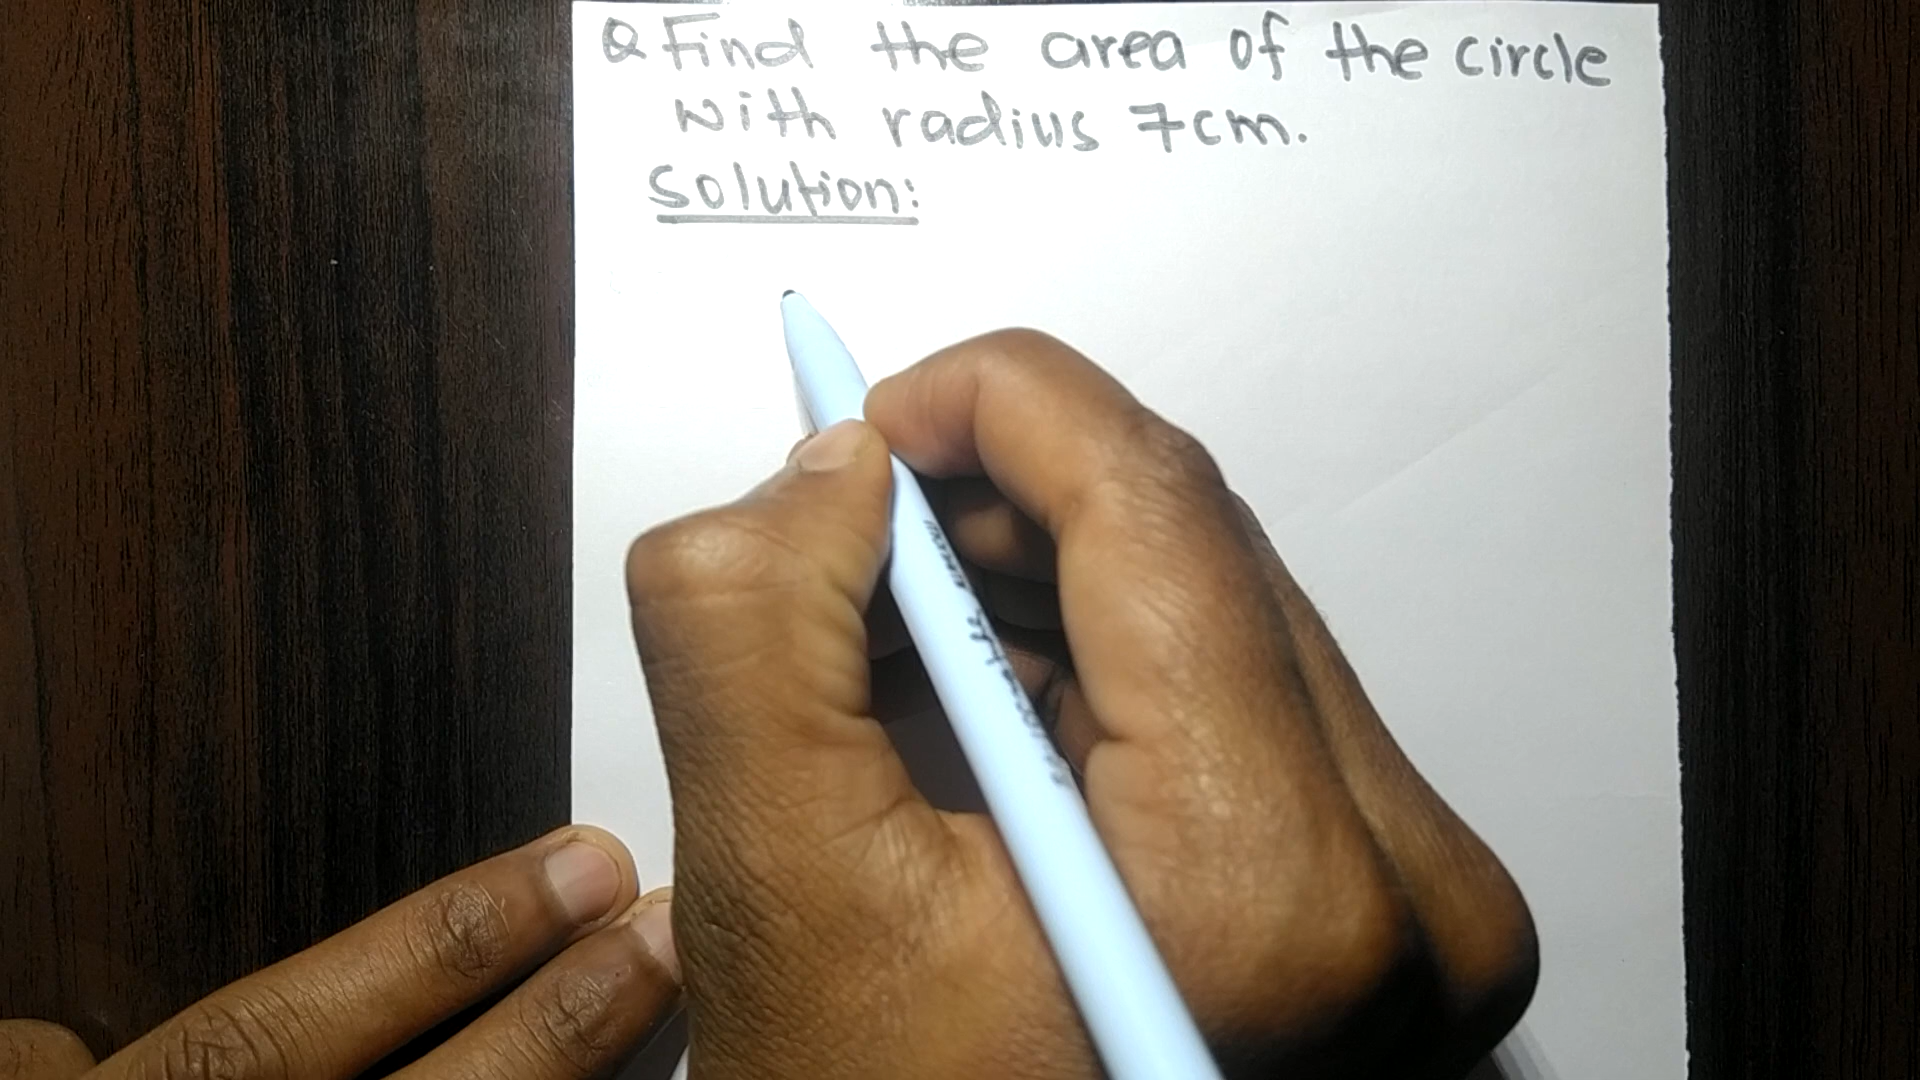 Q Find the area of the circle
with radius 7cm.
Solution: